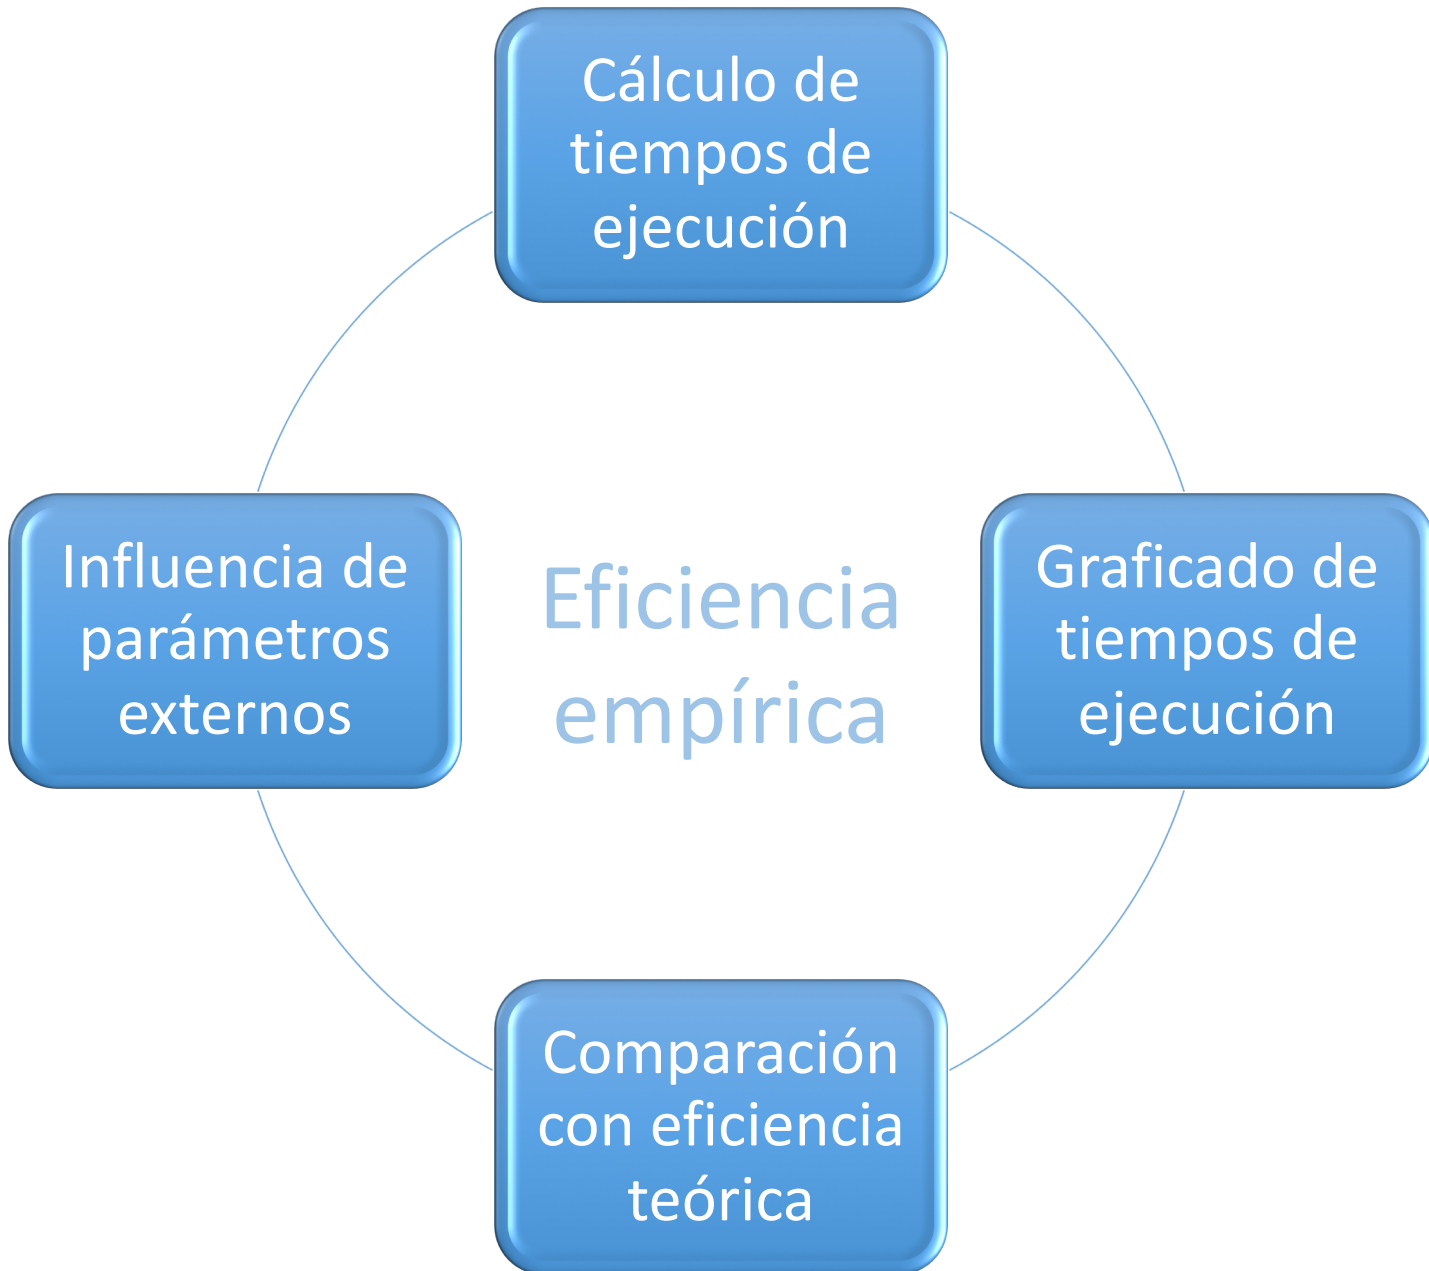 Cálculo de
tiempos de
ejecución
Influencia de
parámetros
externos
Eficiencia
empírica
Graficado de
tiempos de
ejecución
Comparación
con eficiencia
teórica